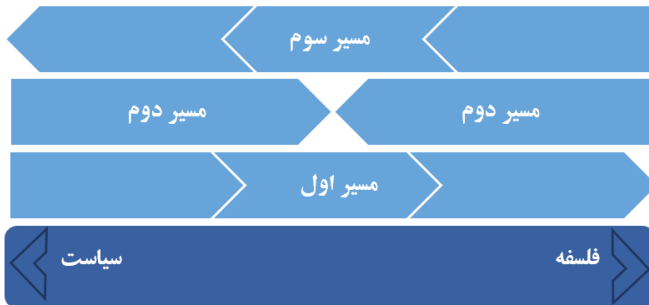 مسیر سوم
مسیر دوم مسیر دوم
مسیر اول
فلسفه سیاست